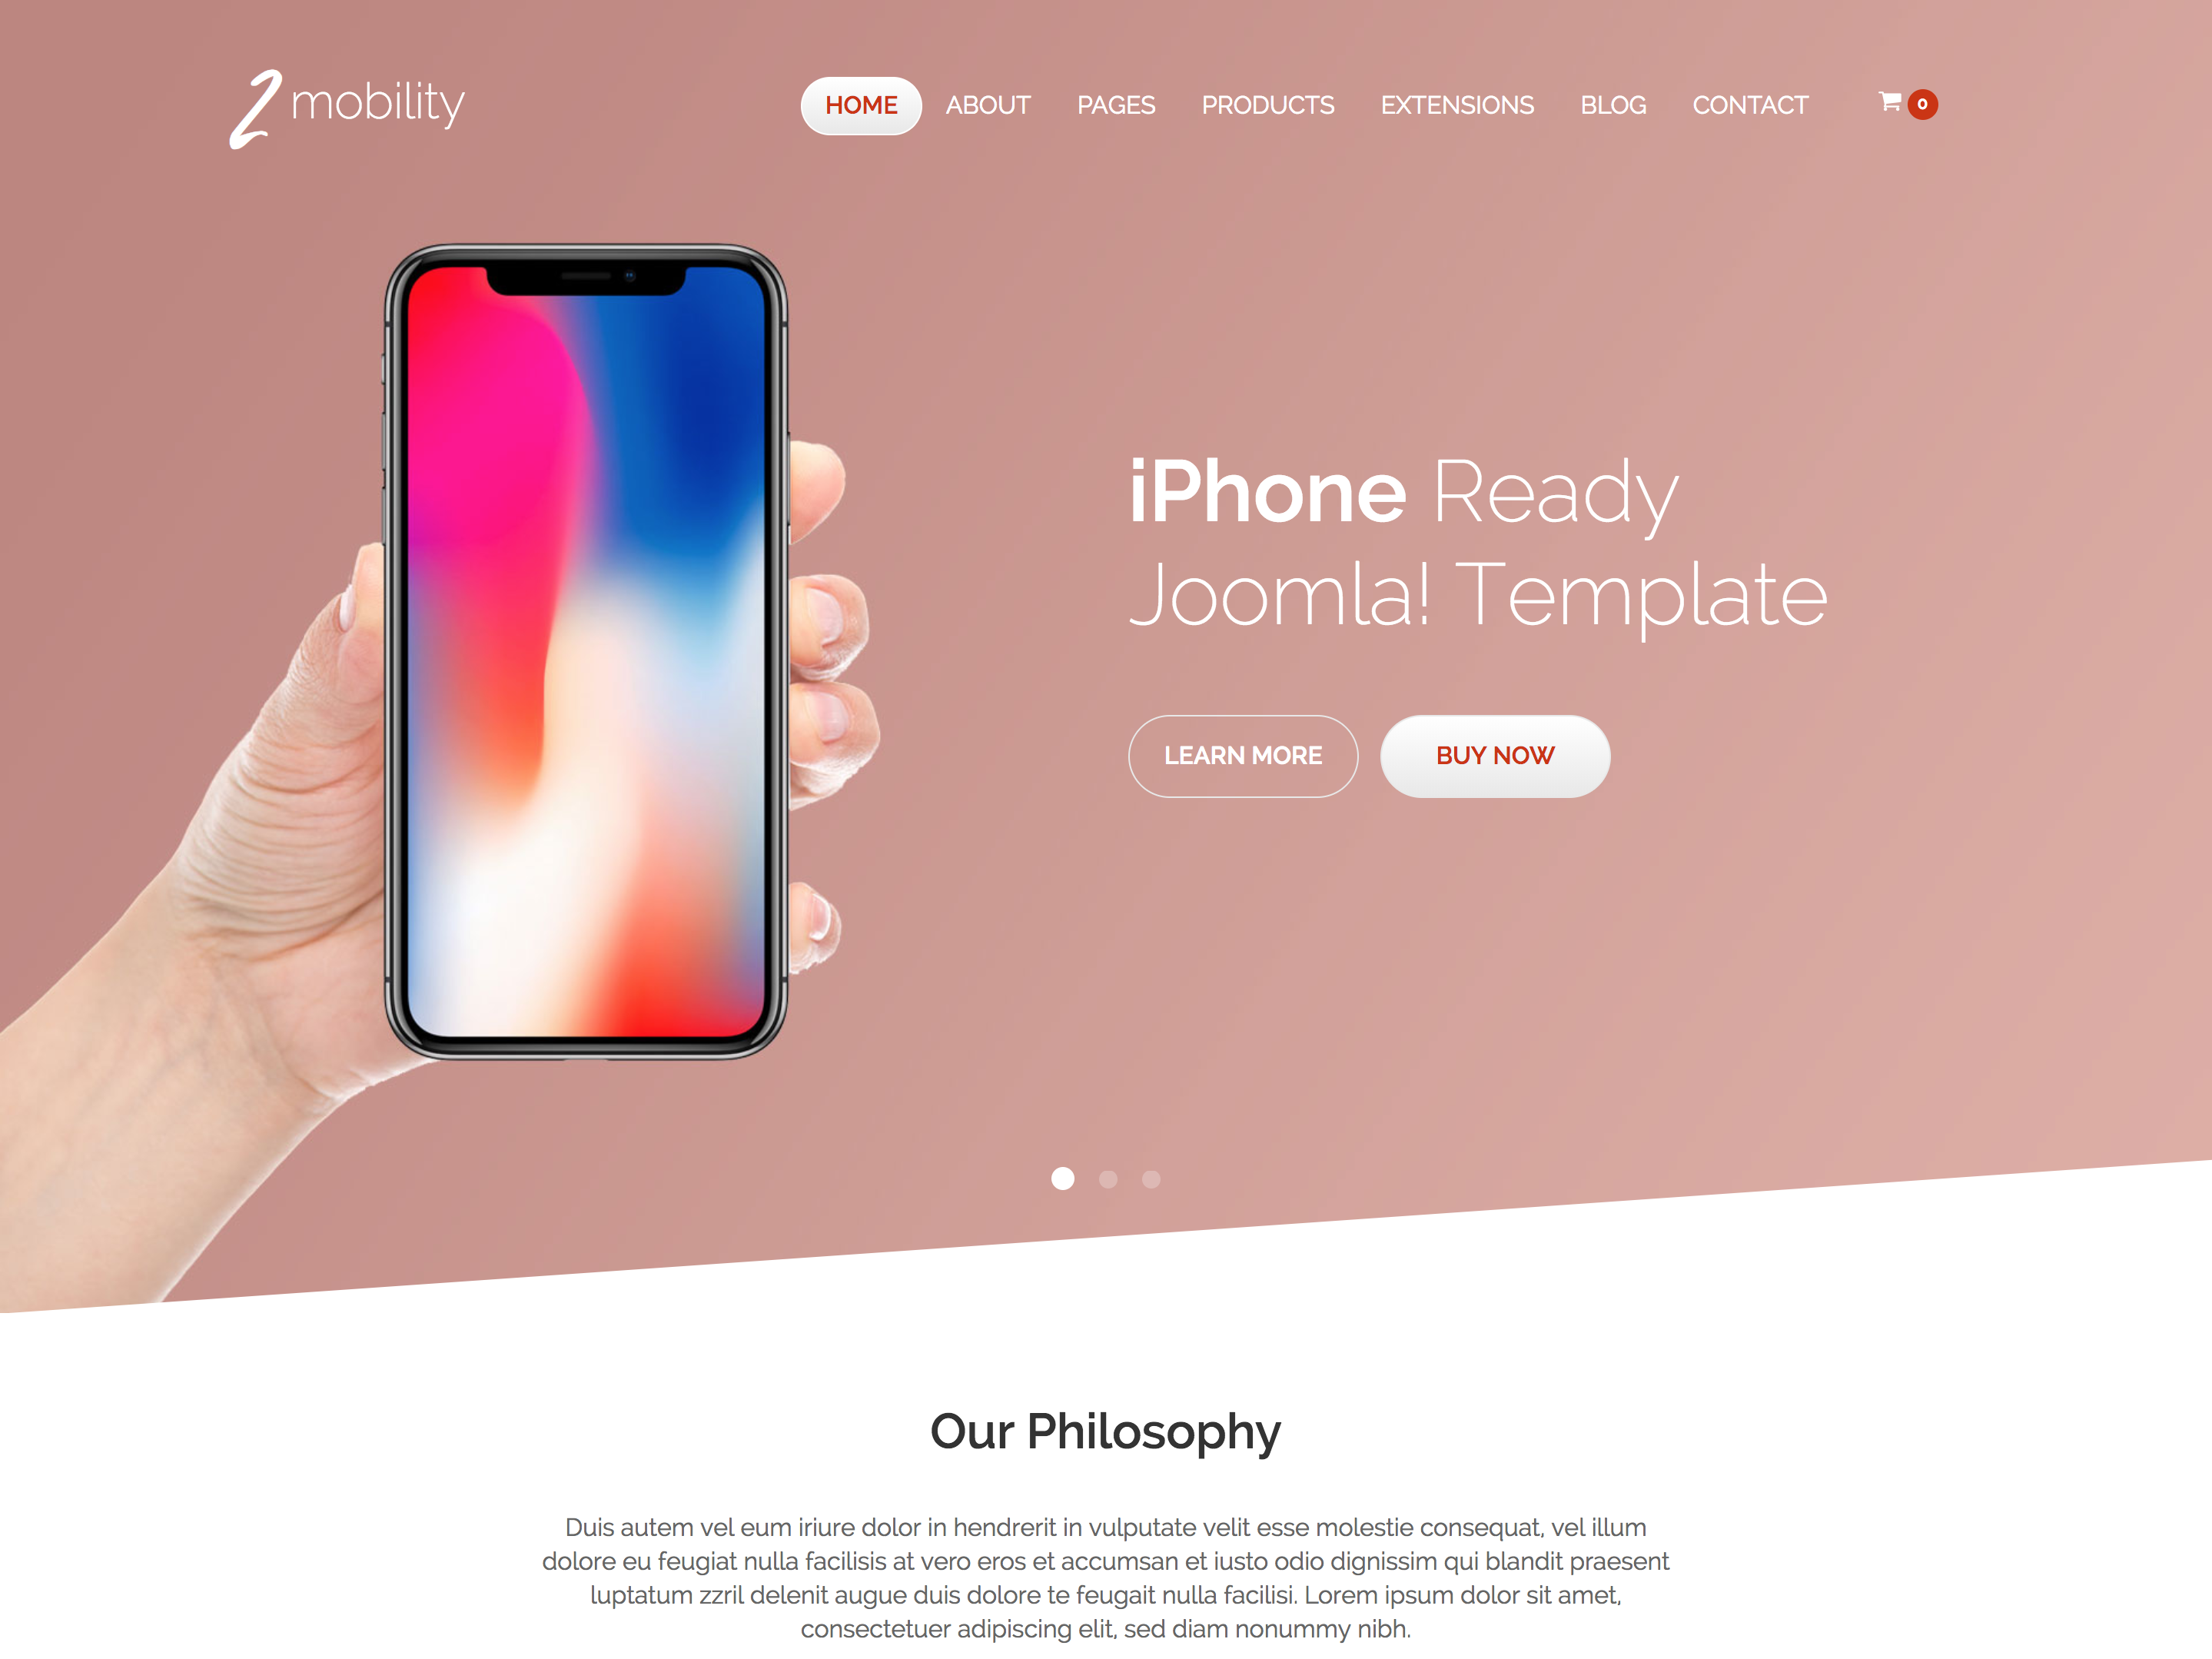 2 mobility
HOME ABOUT PAGES PRODUCTS EXTENSIONS BLOG CONTACT 0
iPhone Ready
Joomla! Template
LEARN MORE BUY NOW
Our Philosophy
Duis autem vel eum iriure dolor in hendrerit in vulputate velit esse molestie consequat, vel illum
dolore eu feugiat nulla facilisis at vero eros et accumsan et iusto odio dignissim qui blandit praesent
luptatum zzril delenit augue duis dolore te feugait nulla facilisi. Lorem ipsum dolor sit amet,
consectetuer adipiscing elit, sed diam nonummy nibh.